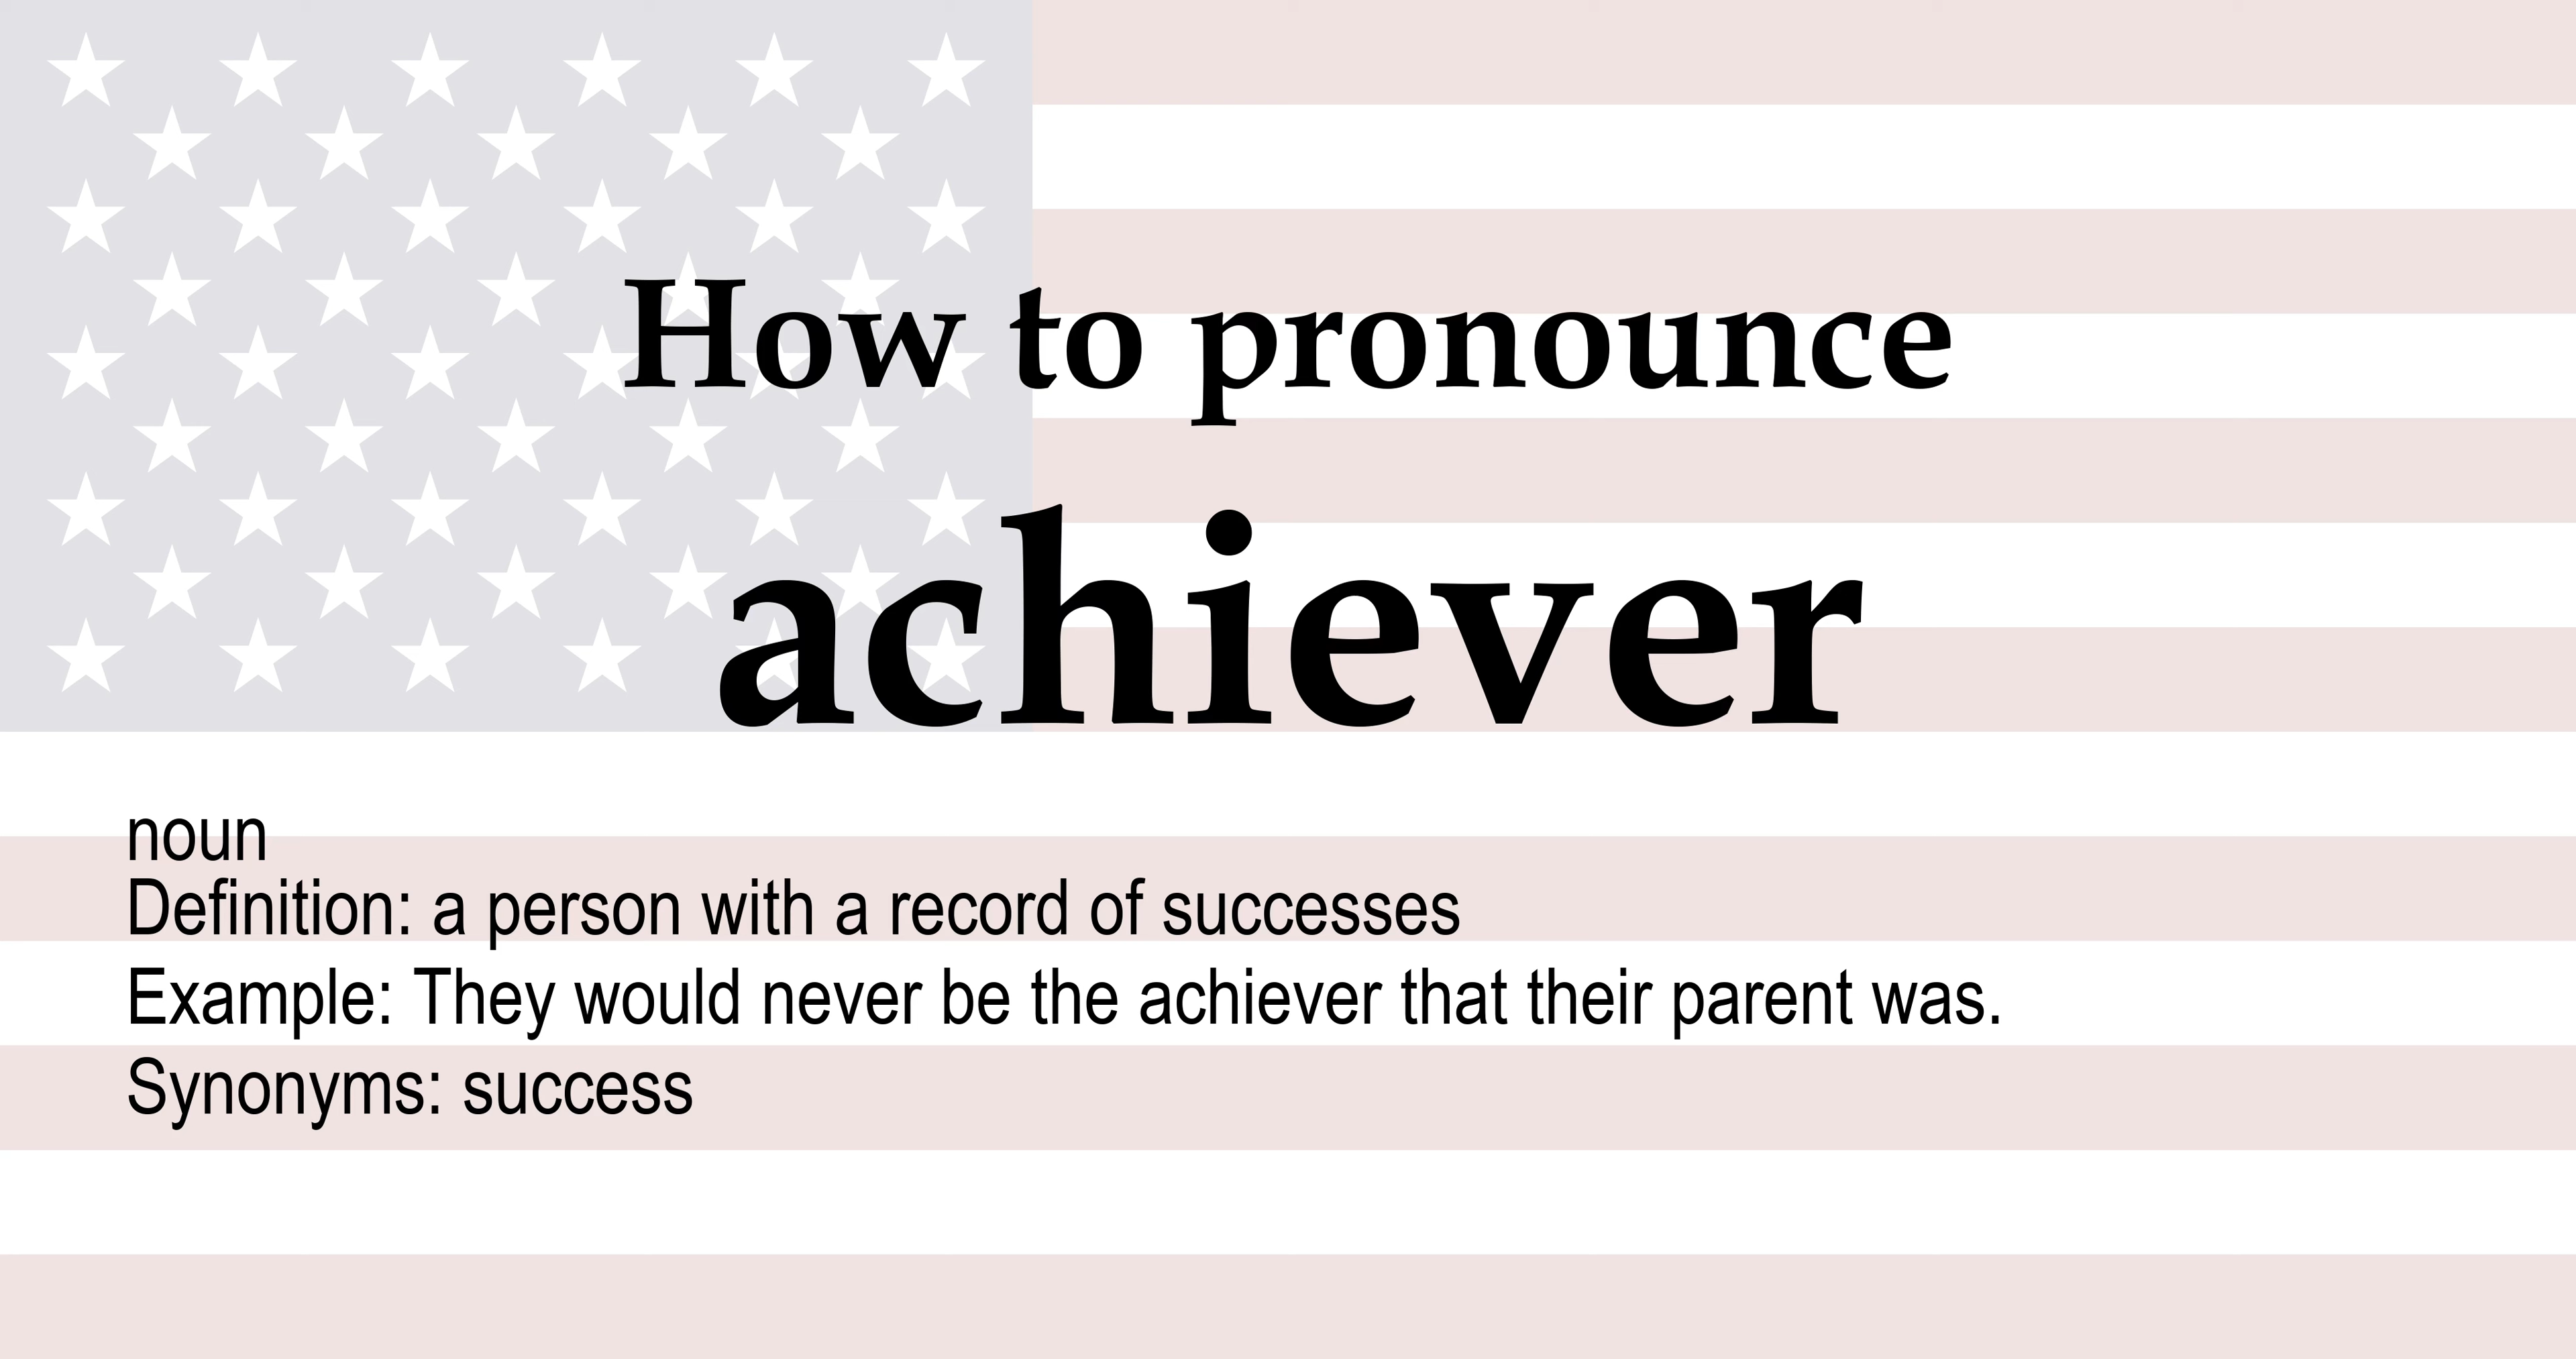 How to pronounce
achiever
noun
Definition: a person with a record of successes
Example: They would never be the achiever that their parent was.
Synonyms: success